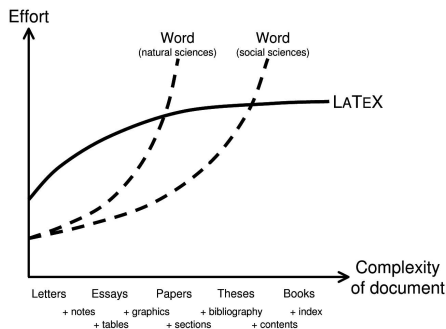 Effort
Word
(natural sciences)
Word
(social sciences)
LATEX
Complexity
of document
Letters Essays Papers Theses Books
+ notes + graphics + bibliography + index
+ tables + sections + contents